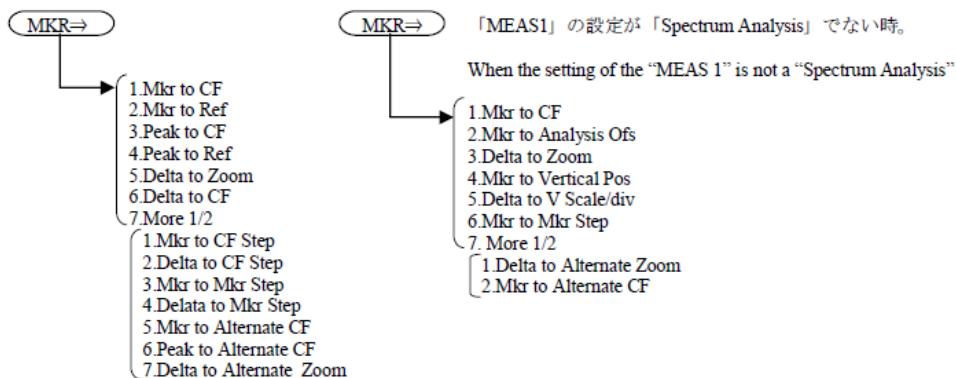 MKR⇒
1.Mkr to CF
2.Mkr to Ref
3.Peak to CF
4.Peak to Ref
5.Delta to Zoom
6.Delta to CF
7.More 1/2
1.Mkr to CF Step
2.Delta to CF Step
3.Mkr to Mkr Step
4.Delata to Mkr Step
5.Mkr to Alternate CF
6.Peak to Alternate CF
7.Delta to Alternate Zoom
MKR⇒
「MEAS1」の設定が「Spectrum Analysis」でない時。
When the setting of the “MEAS 1” is not a “Spectrum Analysis”
1.Mkr to CF
2.Mkr to Analysis Ofs
3.Delta to Zoom
4.Mkr to Vertical Pos
5.Delta to V Scale/div
6.Mkr to Mkr Step
7. More 1/2
1.Delta to Alternate Zoom
2.Mkr to Alternate CF